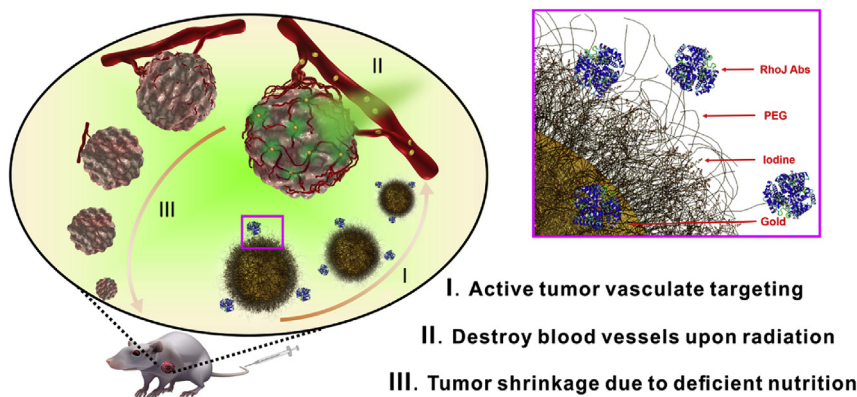 II
III
I
RhoJ Abs
PEG
Iodine
Gold
I. Active tumor vasculate targeting
II. Destroy blood vessels upon radiation
III. Tumor shrinkage due to deficient nutrition